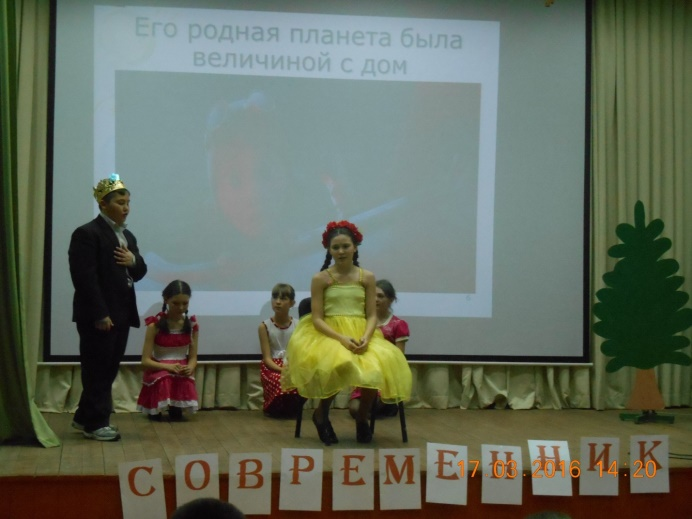 Его родная планета была
величиной с дом
СОВРЕМЕННИК
17 03 2016 14:20